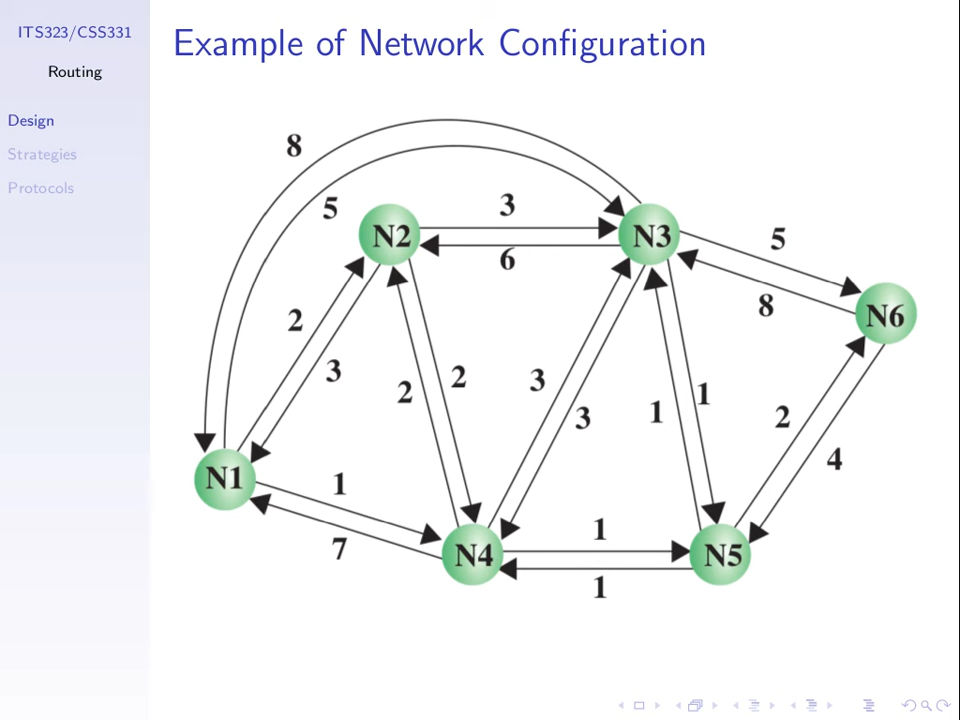 ITS323/CSS331
Routing
Design
Strategies
Protocols
Example of Network Configuration
8
5
3
N2
N3
6
5
8
N6
2
3
2
2
3
3
1
1
2
4
N1
1
7
N4
1
1
N5